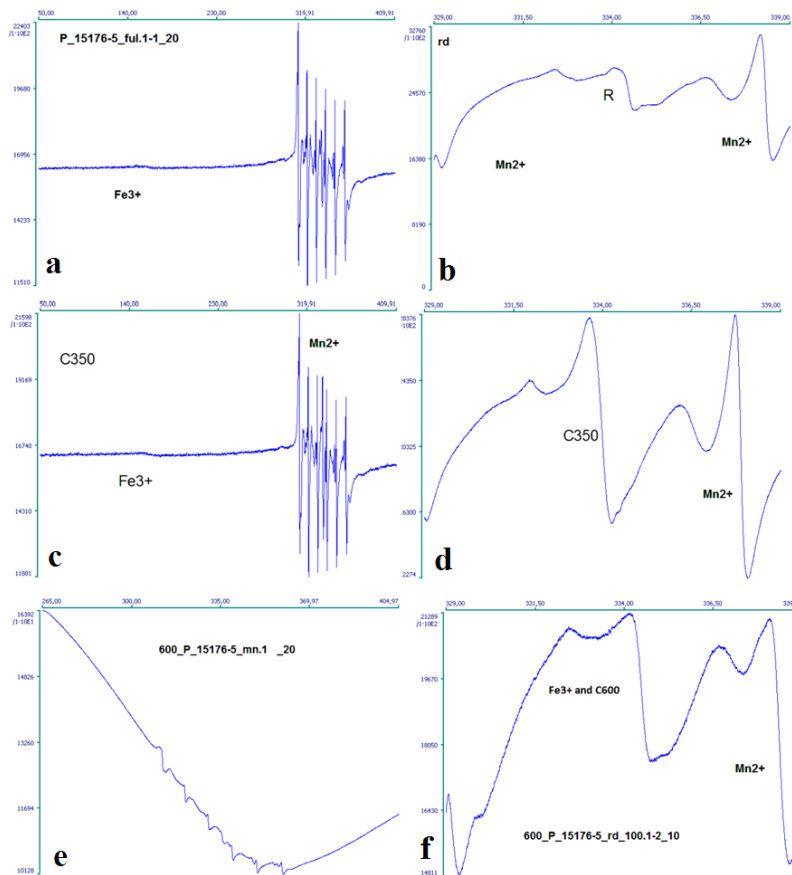 50,00 140,00 230,00 319,91 409,91
22403
/1·10E2
P_15176-5_ful.1-1_20
19680
16956
Fe3+
14233
11510
a
329,00 331,50 334,00 336,50 339,00
32760
/1·10E2
rd
24570
R
16380
Mn2+
Mn2+
8190
0
b
50,00 140,00 230,00 319,91 409,91
21598
/1·10E2
Mn2+
C350
19169
16740
Fe3+
14310
11881
c
329,00 331,50 334,00 336,50 339,00
·10E2
C350
6300
Mn2+
2274
d
265,00 300,00 335,00 369,97 404,97
16392
/1·10E1
600_P_15176-5_mn.1 _20
14826
13260
11694
10128
e
329,00 331,50 334,00 336,50
21289
/1·10E2
19670
Fe3+ and C600
18050
Mn2+
16430
600_P_15176-5_rd_100.1-2_10
14811
f